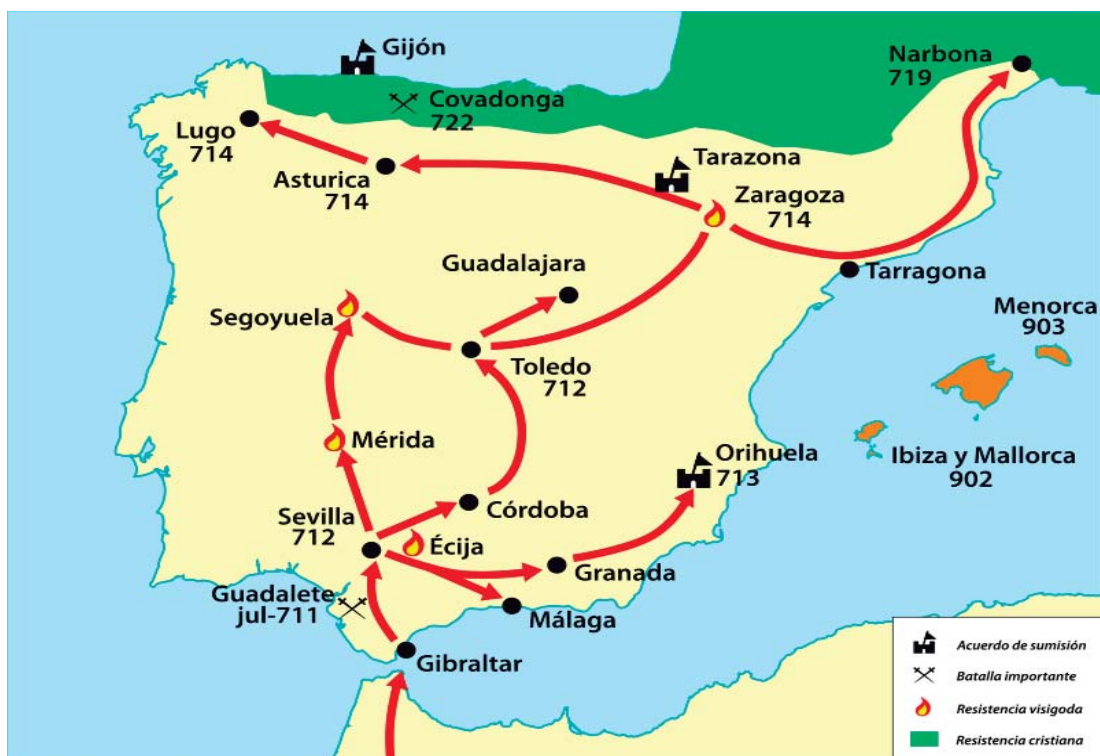 Gijón
Narbona
719
Covadonga
722
Lugo
714
Asturica
714
Tarazona
Zaragoza
714
Guadalajara
Tarragona
Segoyuela
Menorca
903
Toledo
712
Mérida
Orihuela
713
Ibiza y Mallorca
902
Sevilla
712
Córdoba
Écija
Granada
Guadalete
jul-711
Málaga
Gibraltar
Acuerdo de sumisión
Batalla importante
Resistencia visigoda
Resistencia cristiana